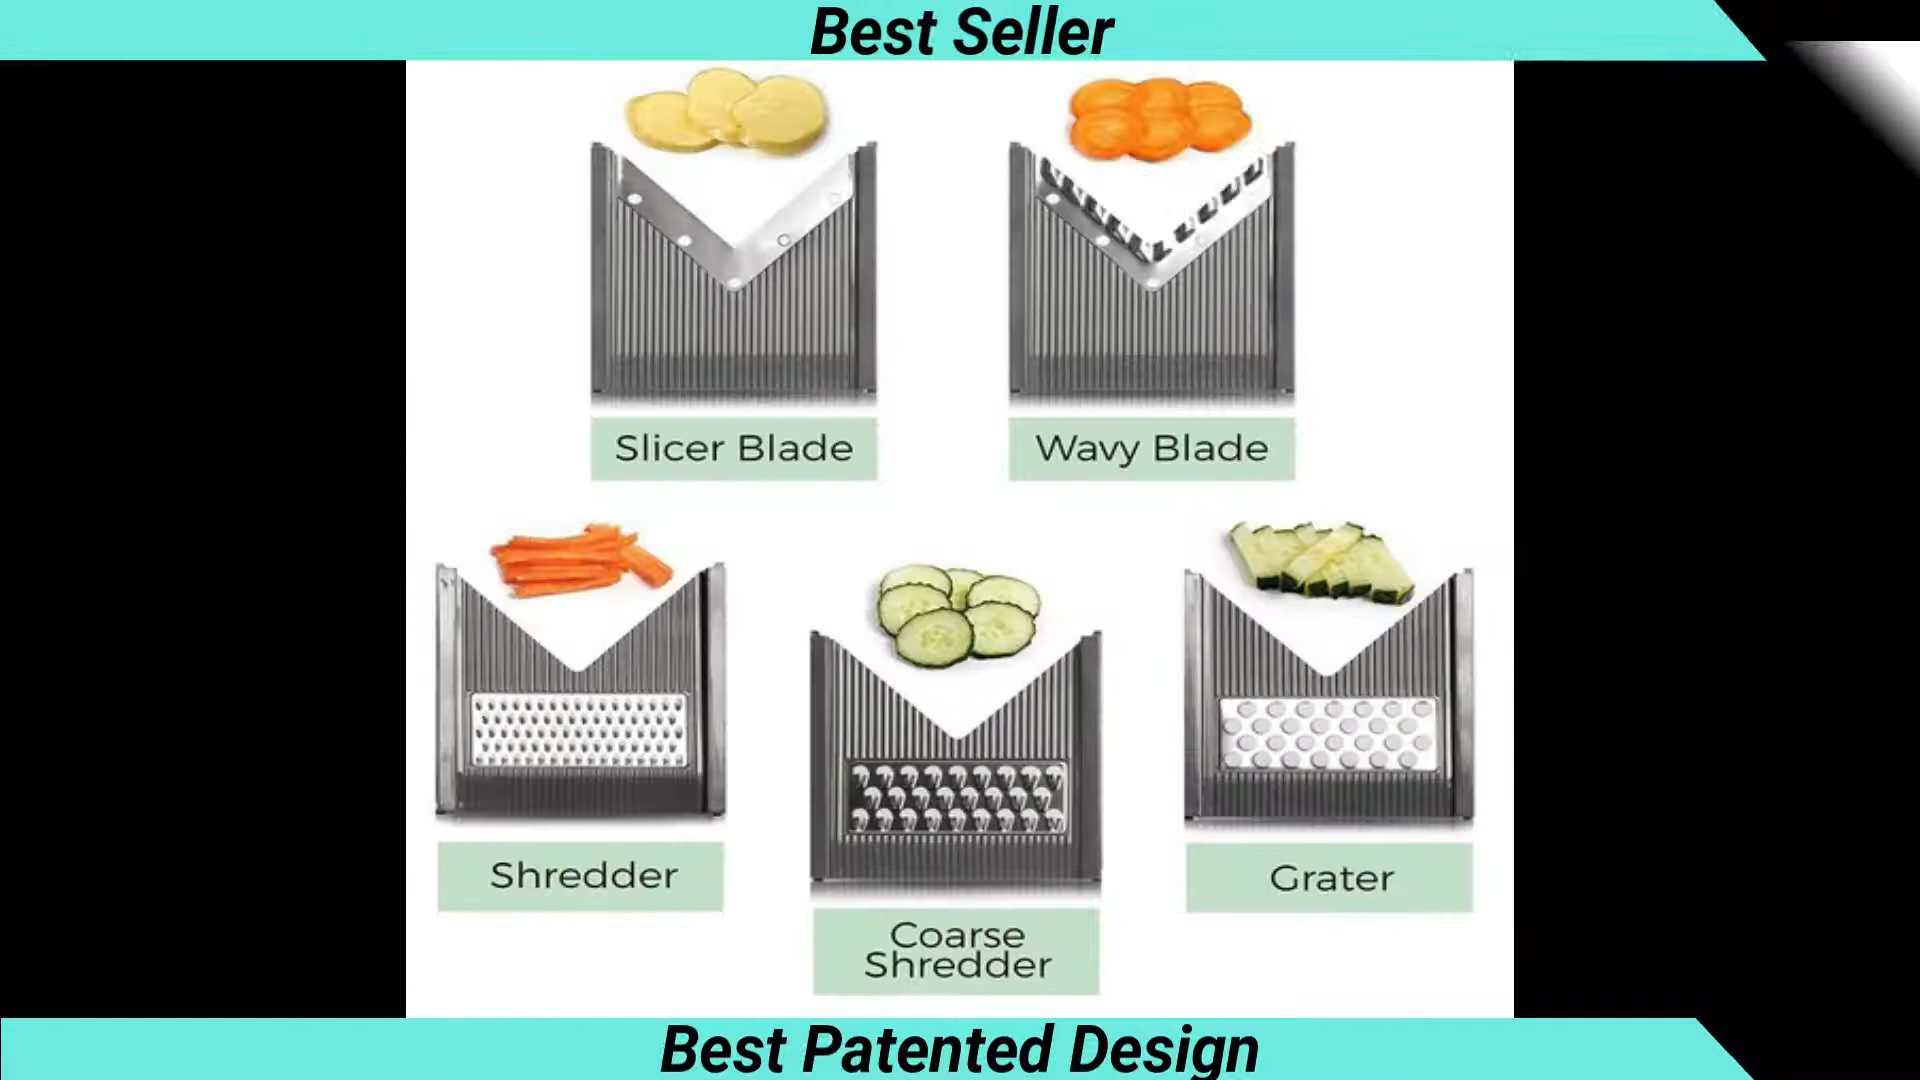 Best Seller
Slicer Blade
Wavy Blade
Shredder
Coarse
Shredder
Grater
Best Patented Design